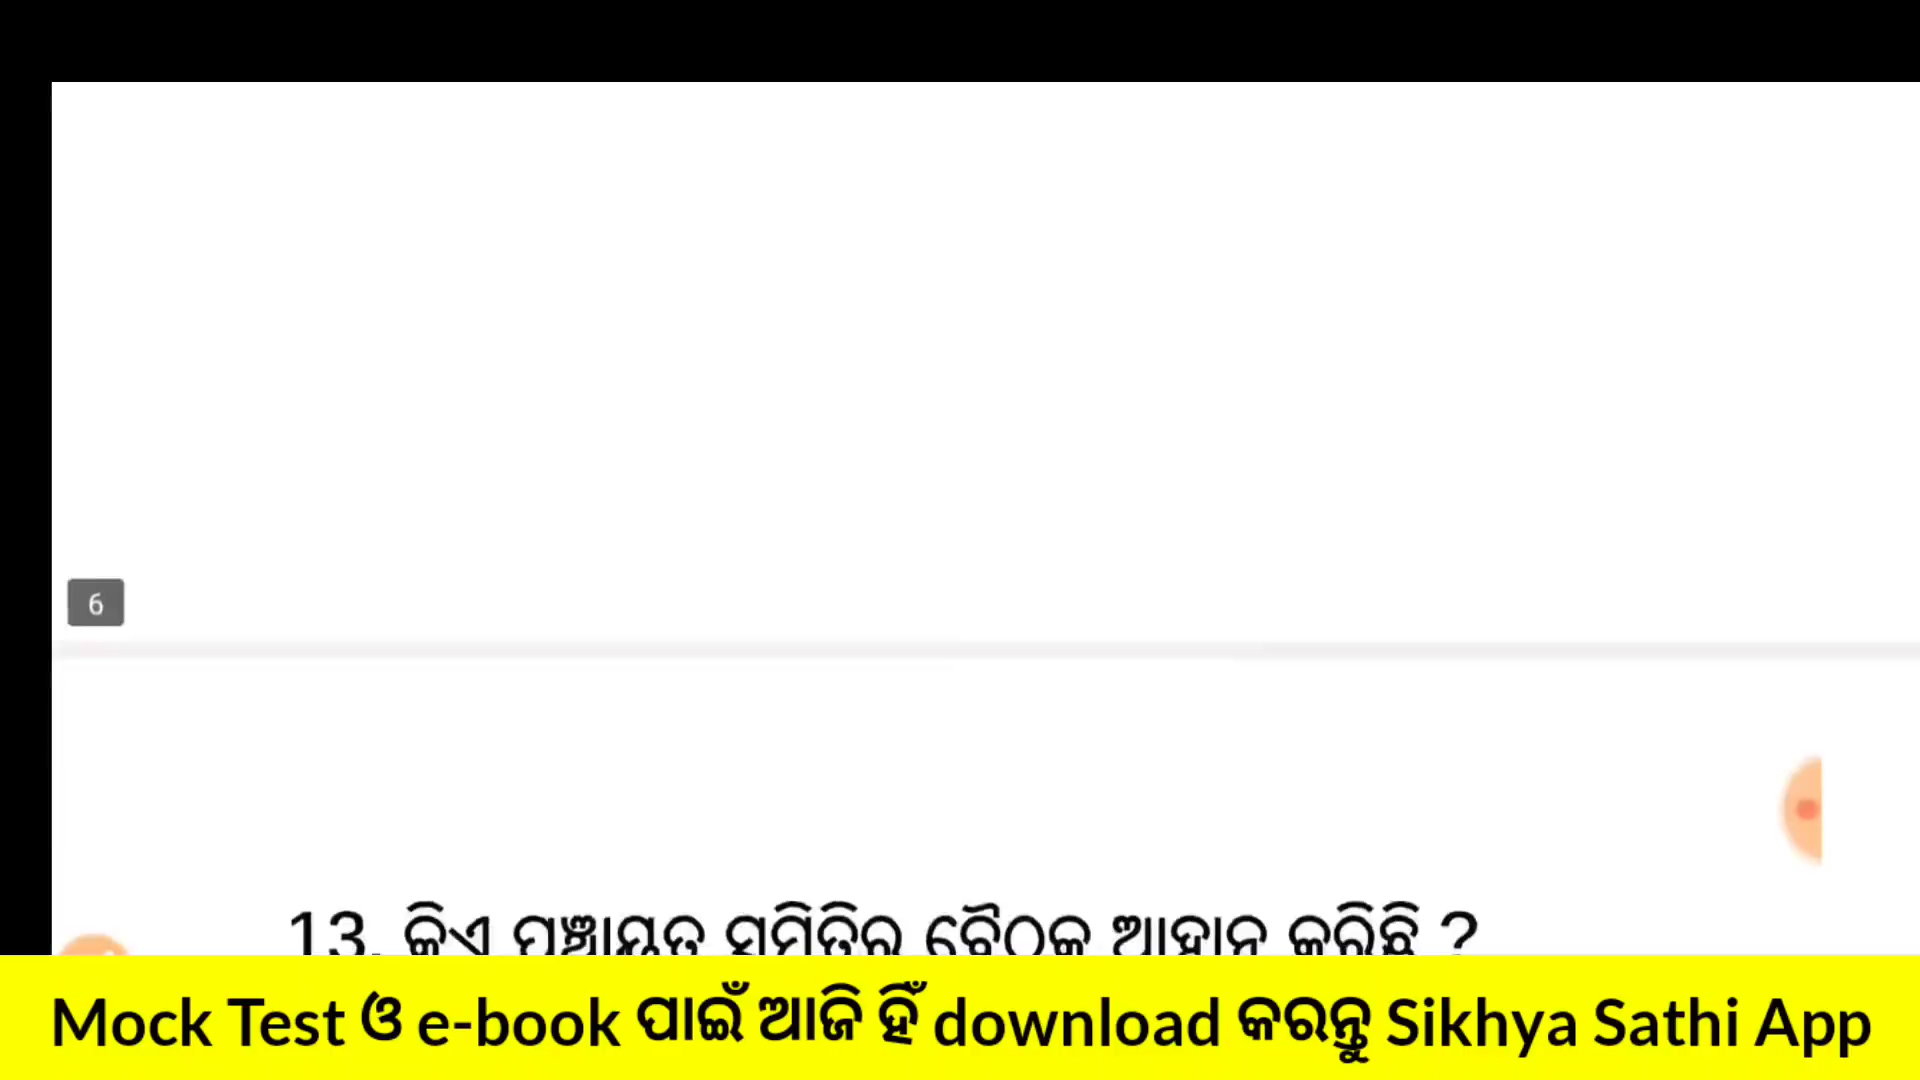 6
13. କିଏ ପଞ୍ଚାୟତ ସମିତିର ବୈଠକ ଆହାନ କରିଛି ?
Mock Test ଓ e-book ପାଇଁ ଆଜି ହିଁ download କରନ୍ତୁ Sikhya Sathi App